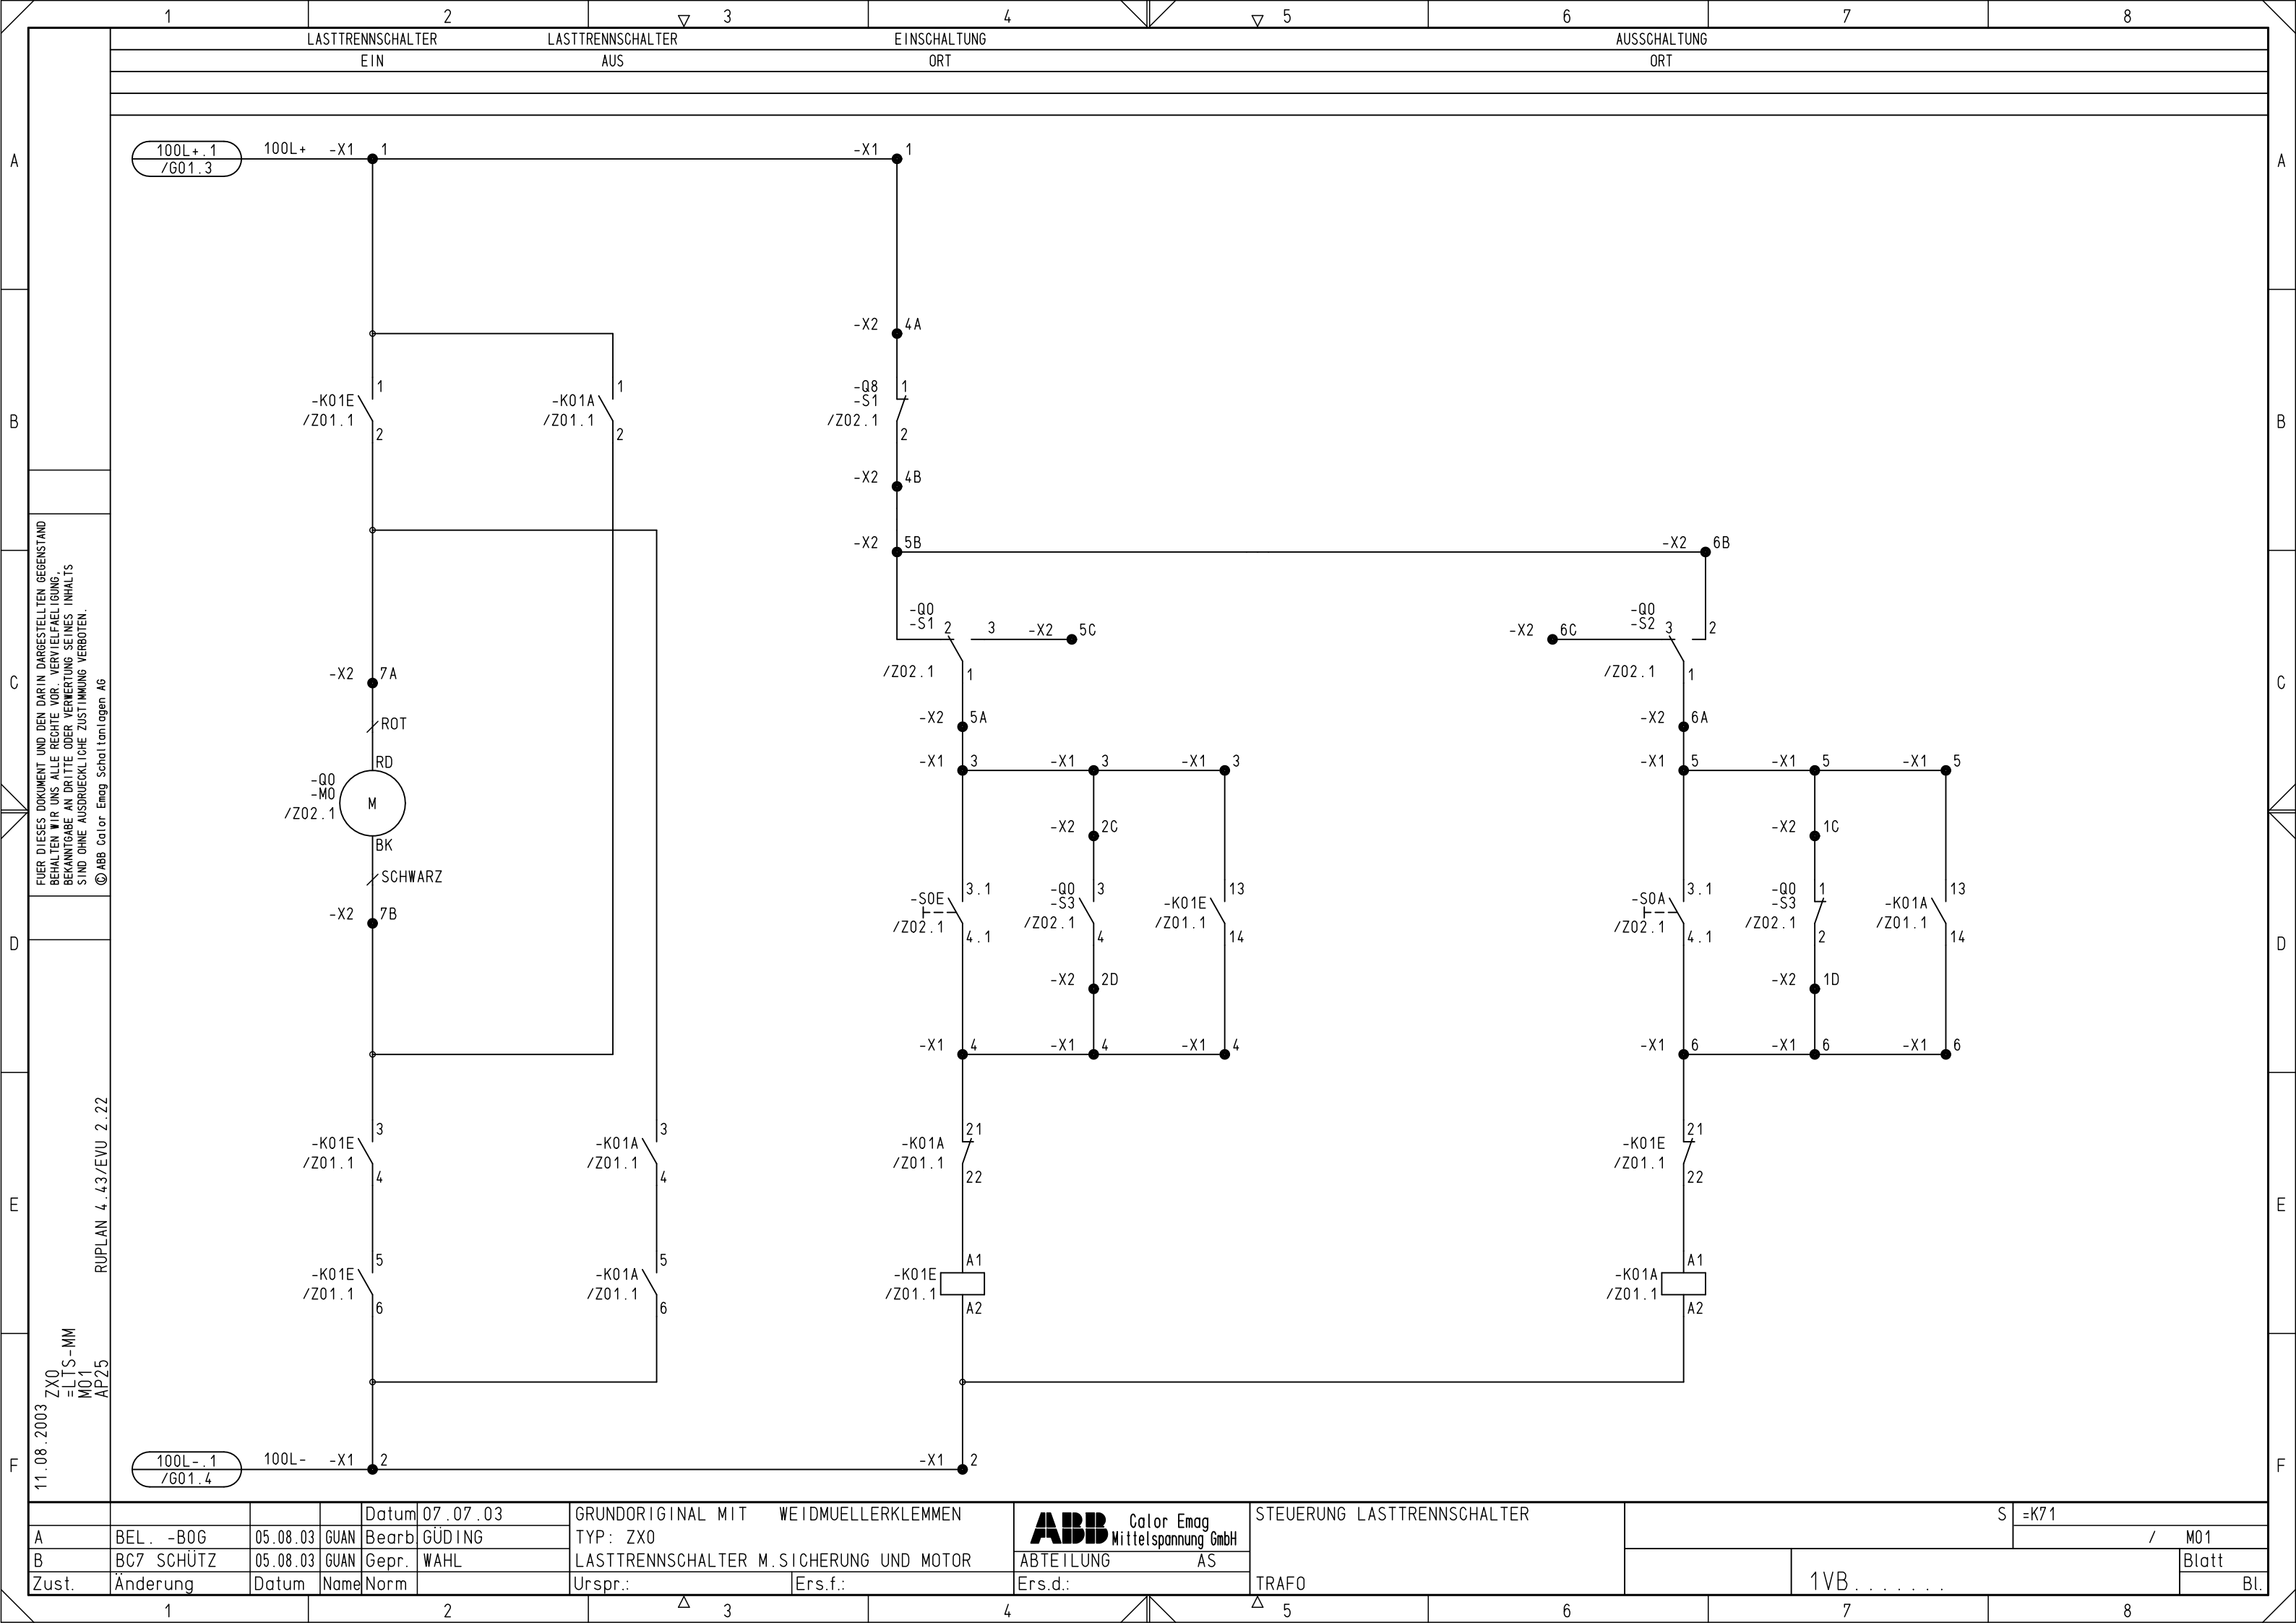 1 2 3 4 5 6 7 8
LASTTRENNSCHALTER LASTTRENNSCHALTER EINSCHALTUNG AUSSCHALTUNG
EIN AUS ORT ORT
A A
100L+.1 100L+ -X1 1 -X1 1
/G01.3
-X2 4A
1 1 -Q8 1
-K01E -K01A -S1
B /Z01.1 /Z01.1 /Z02.1 B
2 2 2
-X2 4B
-X2 5B -X2 6B
-Q0 -Q0
-S1 2 3 -X2 5C -X2 6C -S2 3 2
C -X2 7A /Z02.1 1 /Z02.1 1 C
-X2 5A -X2 6A
ROT
RD -X1 3 -X1 3 -X1 3 -X1 5 -X1 5 -X1 5
-Q0
-M0 M
/Z02.1
-X2 2C -X2 1C
BK
SCHWARZ
3.1 -Q0 3 13 3.1 -Q0 1 13
-S0E -S3 -K01E -S0A -S3 -K01A
-X2 7B /Z02.1 /Z02.1 /Z01.1 /Z02.1 /Z02.1 /Z01.1
D 4.1 4 14 4.1 2 14 D
-X2 2D -X2 1D
-X1 4 -X1 4 -X1 4 -X1 6 -X1 6 -X1 6
3 3 21 21
-K01E -K01A -K01A -K01E
/Z01.1 /Z01.1 /Z01.1 /Z01.1
4 4 22 22
E E
5 5 A1 A1
-K01E -K01A -K01E -K01A
/Z01.1 /Z01.1 /Z01.1 /Z01.1
6 6 A2 A2
F 100L-.1 100L- -X1 2 -X1 2 F
/G01.4
FUER DIESES DOKUMENT UND DEN DARIN DARGESTELLTEN GEGENSTAND
BEHALTEN WIR UNS ALLE RECHTE VOR. VERVIELFAELIGUNG,
BEKANNTGABE AN DRITTE ODER VERWERTUNG SEINES INHALTS
SIND OHNE AUSDRUECKLICHE ZUSTIMMUNG VERBOTEN.
© ABB Calor Emag Schaltanlagen AG
RUPLAN 4.43/EVU 2.22
11.08.2003
ZX0
=LTS-MM
M01
AP25
Datum 07.07.03 GRUNDORIGINAL MIT WEIDMUELLERKLEMMEN ABB Calor Emag Mittelspannung GmbH STEUERUNG LASTTRENNSCHALTER S =K71
A BEL. -BOG 05.08.03 GUAN Bearb GÜDING TYP: ZX0 / M01
B BC7 SCHÜTZ 05.08.03 GUAN Gepr. WAHL LASTTRENNSCHALTER M.SICHERUNG UND MOTOR ABTEILUNG AS Blatt
Zust. Änderung Datum Name Norm Urspr.: Ers.f.: Ers.d.: TRAFO 1VB....... Bl.
1 2 3 4 5 6 7 8